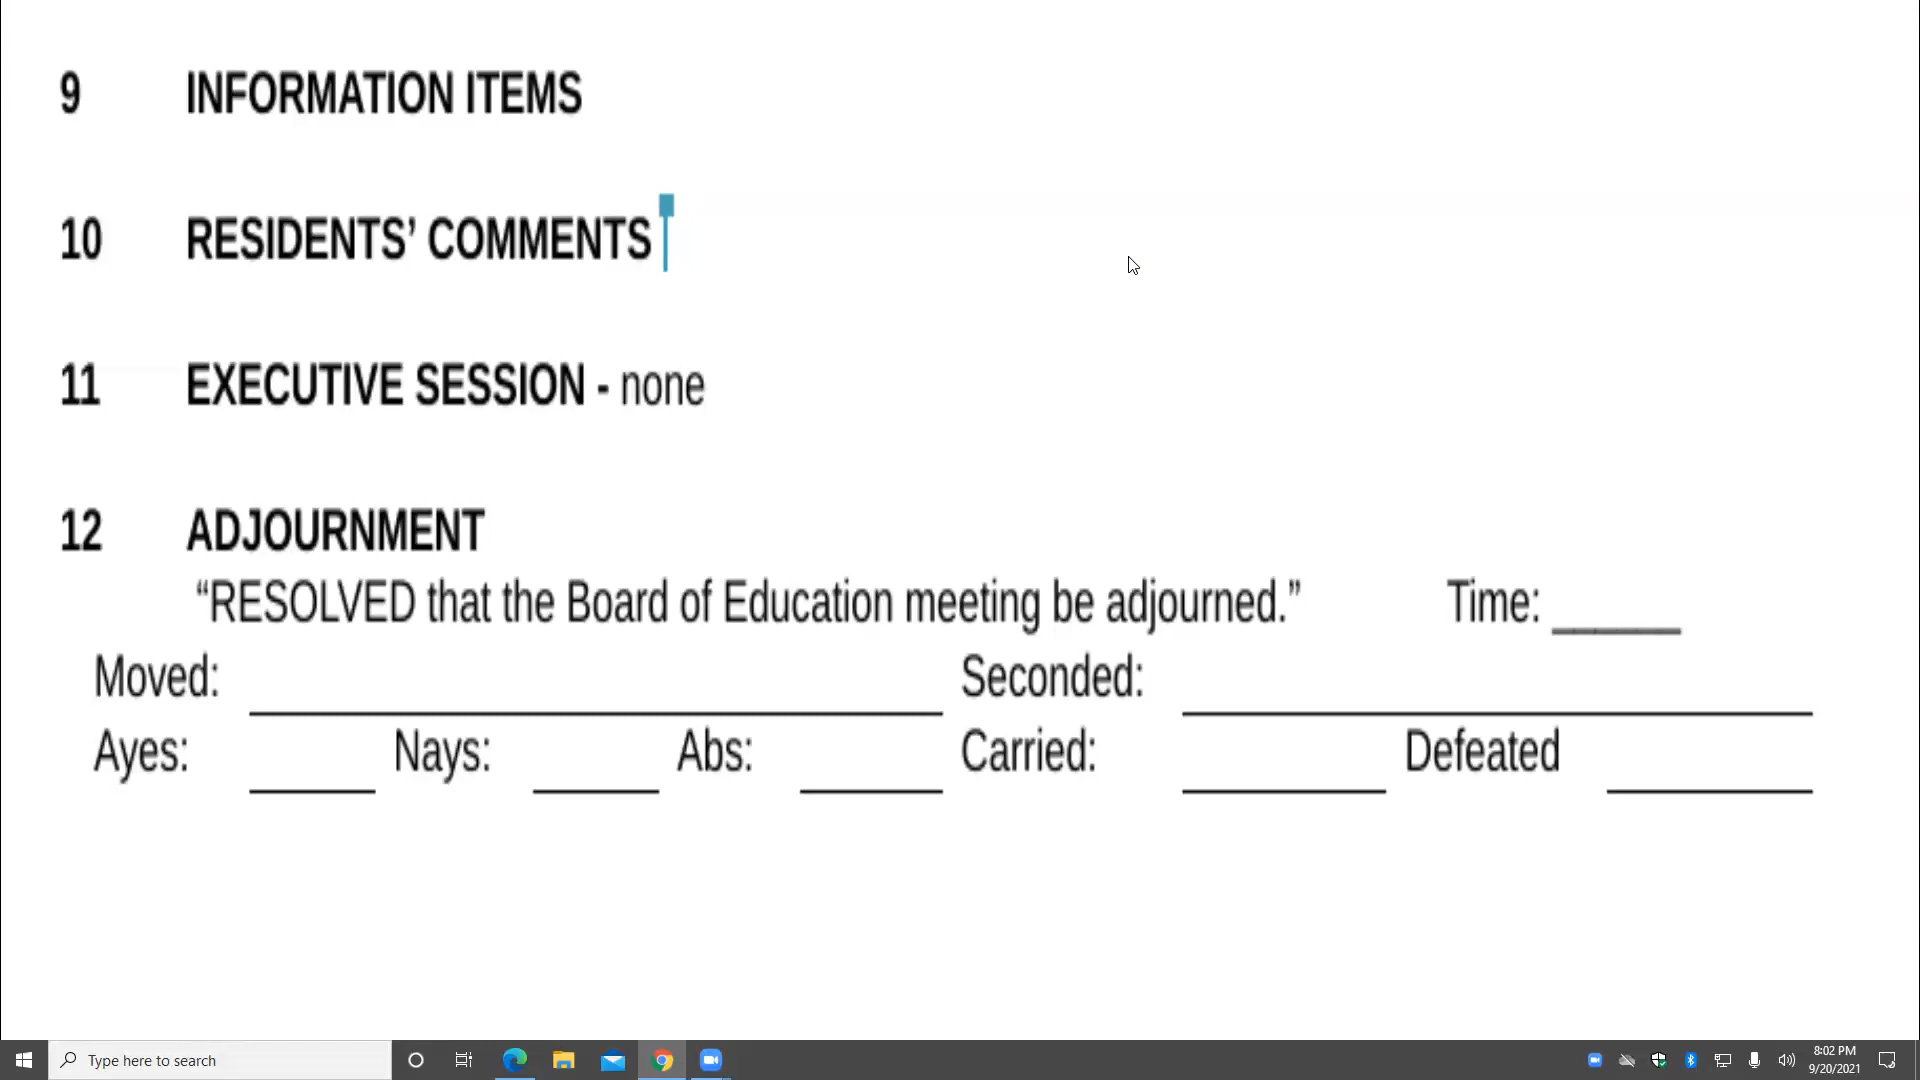 9 INFORMATION ITEMS
10 RESIDENTS’ COMMENTS
11 EXECUTIVE SESSION - none
12 ADJOURNMENT
“RESOLVED that the Board of Education meeting be adjourned.” Time: ______
Moved: Seconded:
Ayes: Nays: Abs: Carried: Defeated
Type here to search
8:02 PM
9/20/2021